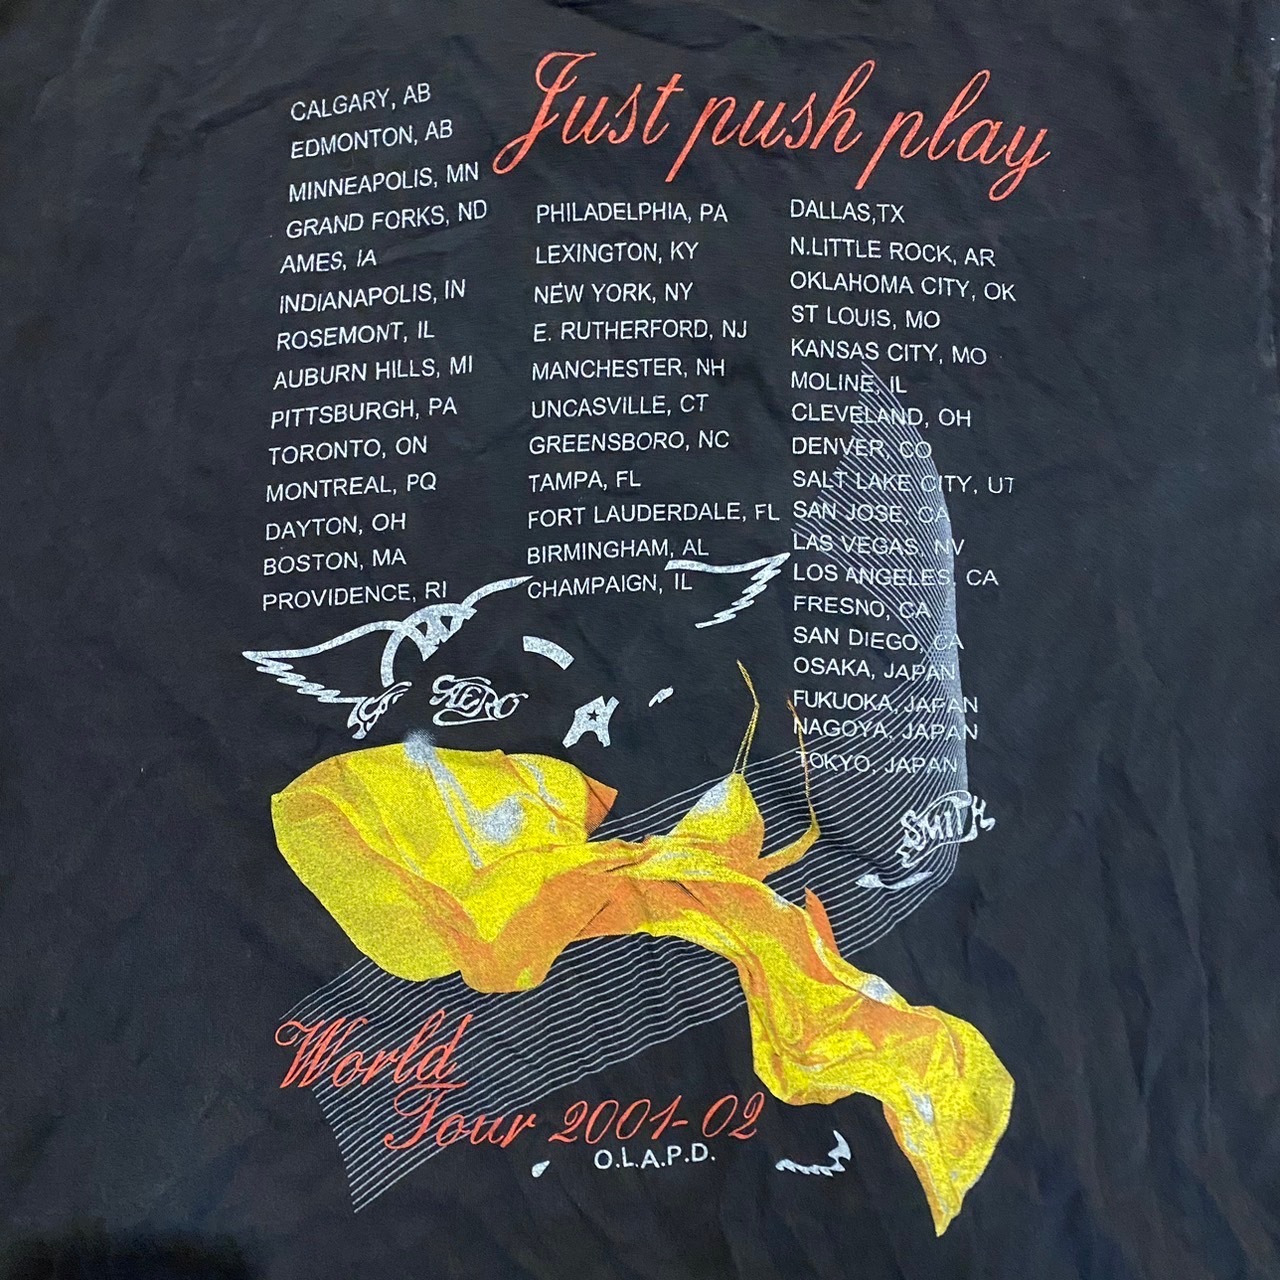 Just push play
CALGARY, AB
EDMONTON, AB
MINNEAPOLIS, MN
GRAND FORKS, ND
AMES, IA
INDIANAPOLIS, IN
ROSEMONT, IL
AUBURN HILLS, MI
PITTSBURGH, PA
TORONTO, ON
MONTREAL, PQ
DAYTON, OH
BOSTON, MA
PROVIDENCE, RI
PHILADELPHIA, PA
LEXINGTON, KY
NEW YORK, NY
E. RUTHERFORD, NJ
MANCHESTER, NH
UNCASVILLE, CT
GREENSBORO, NC
TAMPA, FL
FORT LAUDERDALE, FL
BIRMINGHAM, AL
CHAMPAIGN, IL
DALLAS,TX
N.LITTLE ROCK, AR
OKLAHOMA CITY, OK
ST LOUIS, MO
KANSAS CITY, MO
MOLINE, IL
CLEVELAND, OH
DENVER, CO
SALT LAKE CITY, UT
SAN JOSE, CA
LAS VEGAS, NV
LOS ANGELES, CA
FRESNO, CA
SAN DIEGO, CA
OSAKA, JAPAN
FUKUOKA, JAPAN
NAGOYA, JAPAN
TOKYO, JAPAN
AERO
A
SMITH
World
Tour 2001-02
O.L.A.P.D.